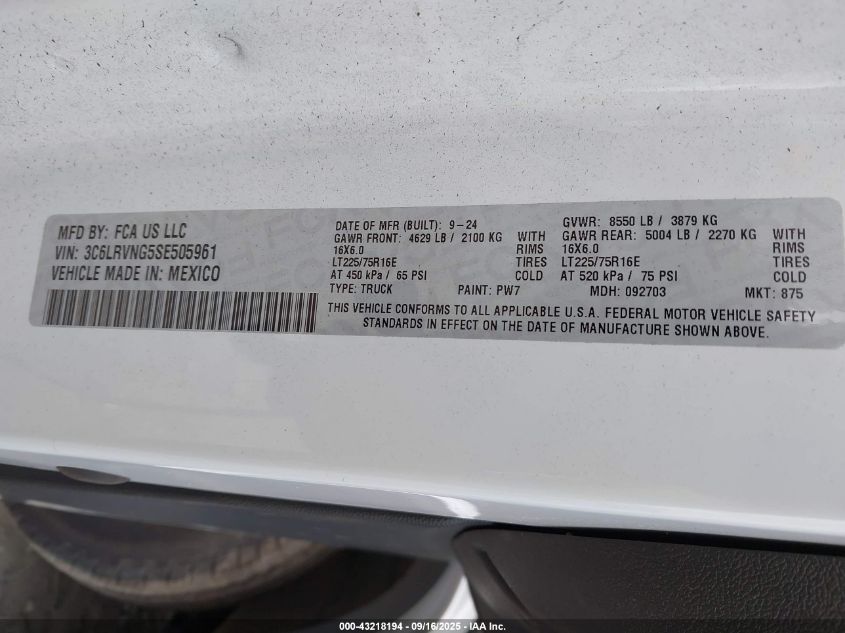 MFD BY: FCA US LLC
VIN: 3C6LRVNG5SE505961
VEHICLE MADE IN: MEXICO
DATE OF MFR (BUILT): 9-24
GAWR FRONT: 4629 LB / 2100 KG WITH
16X6.0 RIMS
LT225/75R16E TIRES
AT 450 kPa / 65 PSI COLD
TYPE: TRUCK PAINT: PW7
GVWR: 8550 LB / 3879 KG
GAWR REAR: 5004 LB / 2270 KG WITH
16X6.0 RIMS
LT225/75R16E TIRES
AT 520 kPa / 75 PSI COLD
MDH: 092703 MKT: 875
THIS VEHICLE CONFORMS TO ALL APPLICABLE U.S.A. FEDERAL MOTOR VEHICLE SAFETY
STANDARDS IN EFFECT ON THE DATE OF MANUFACTURE SHOWN ABOVE.
000-43218194 - 09/16/2025 - IAA Inc.